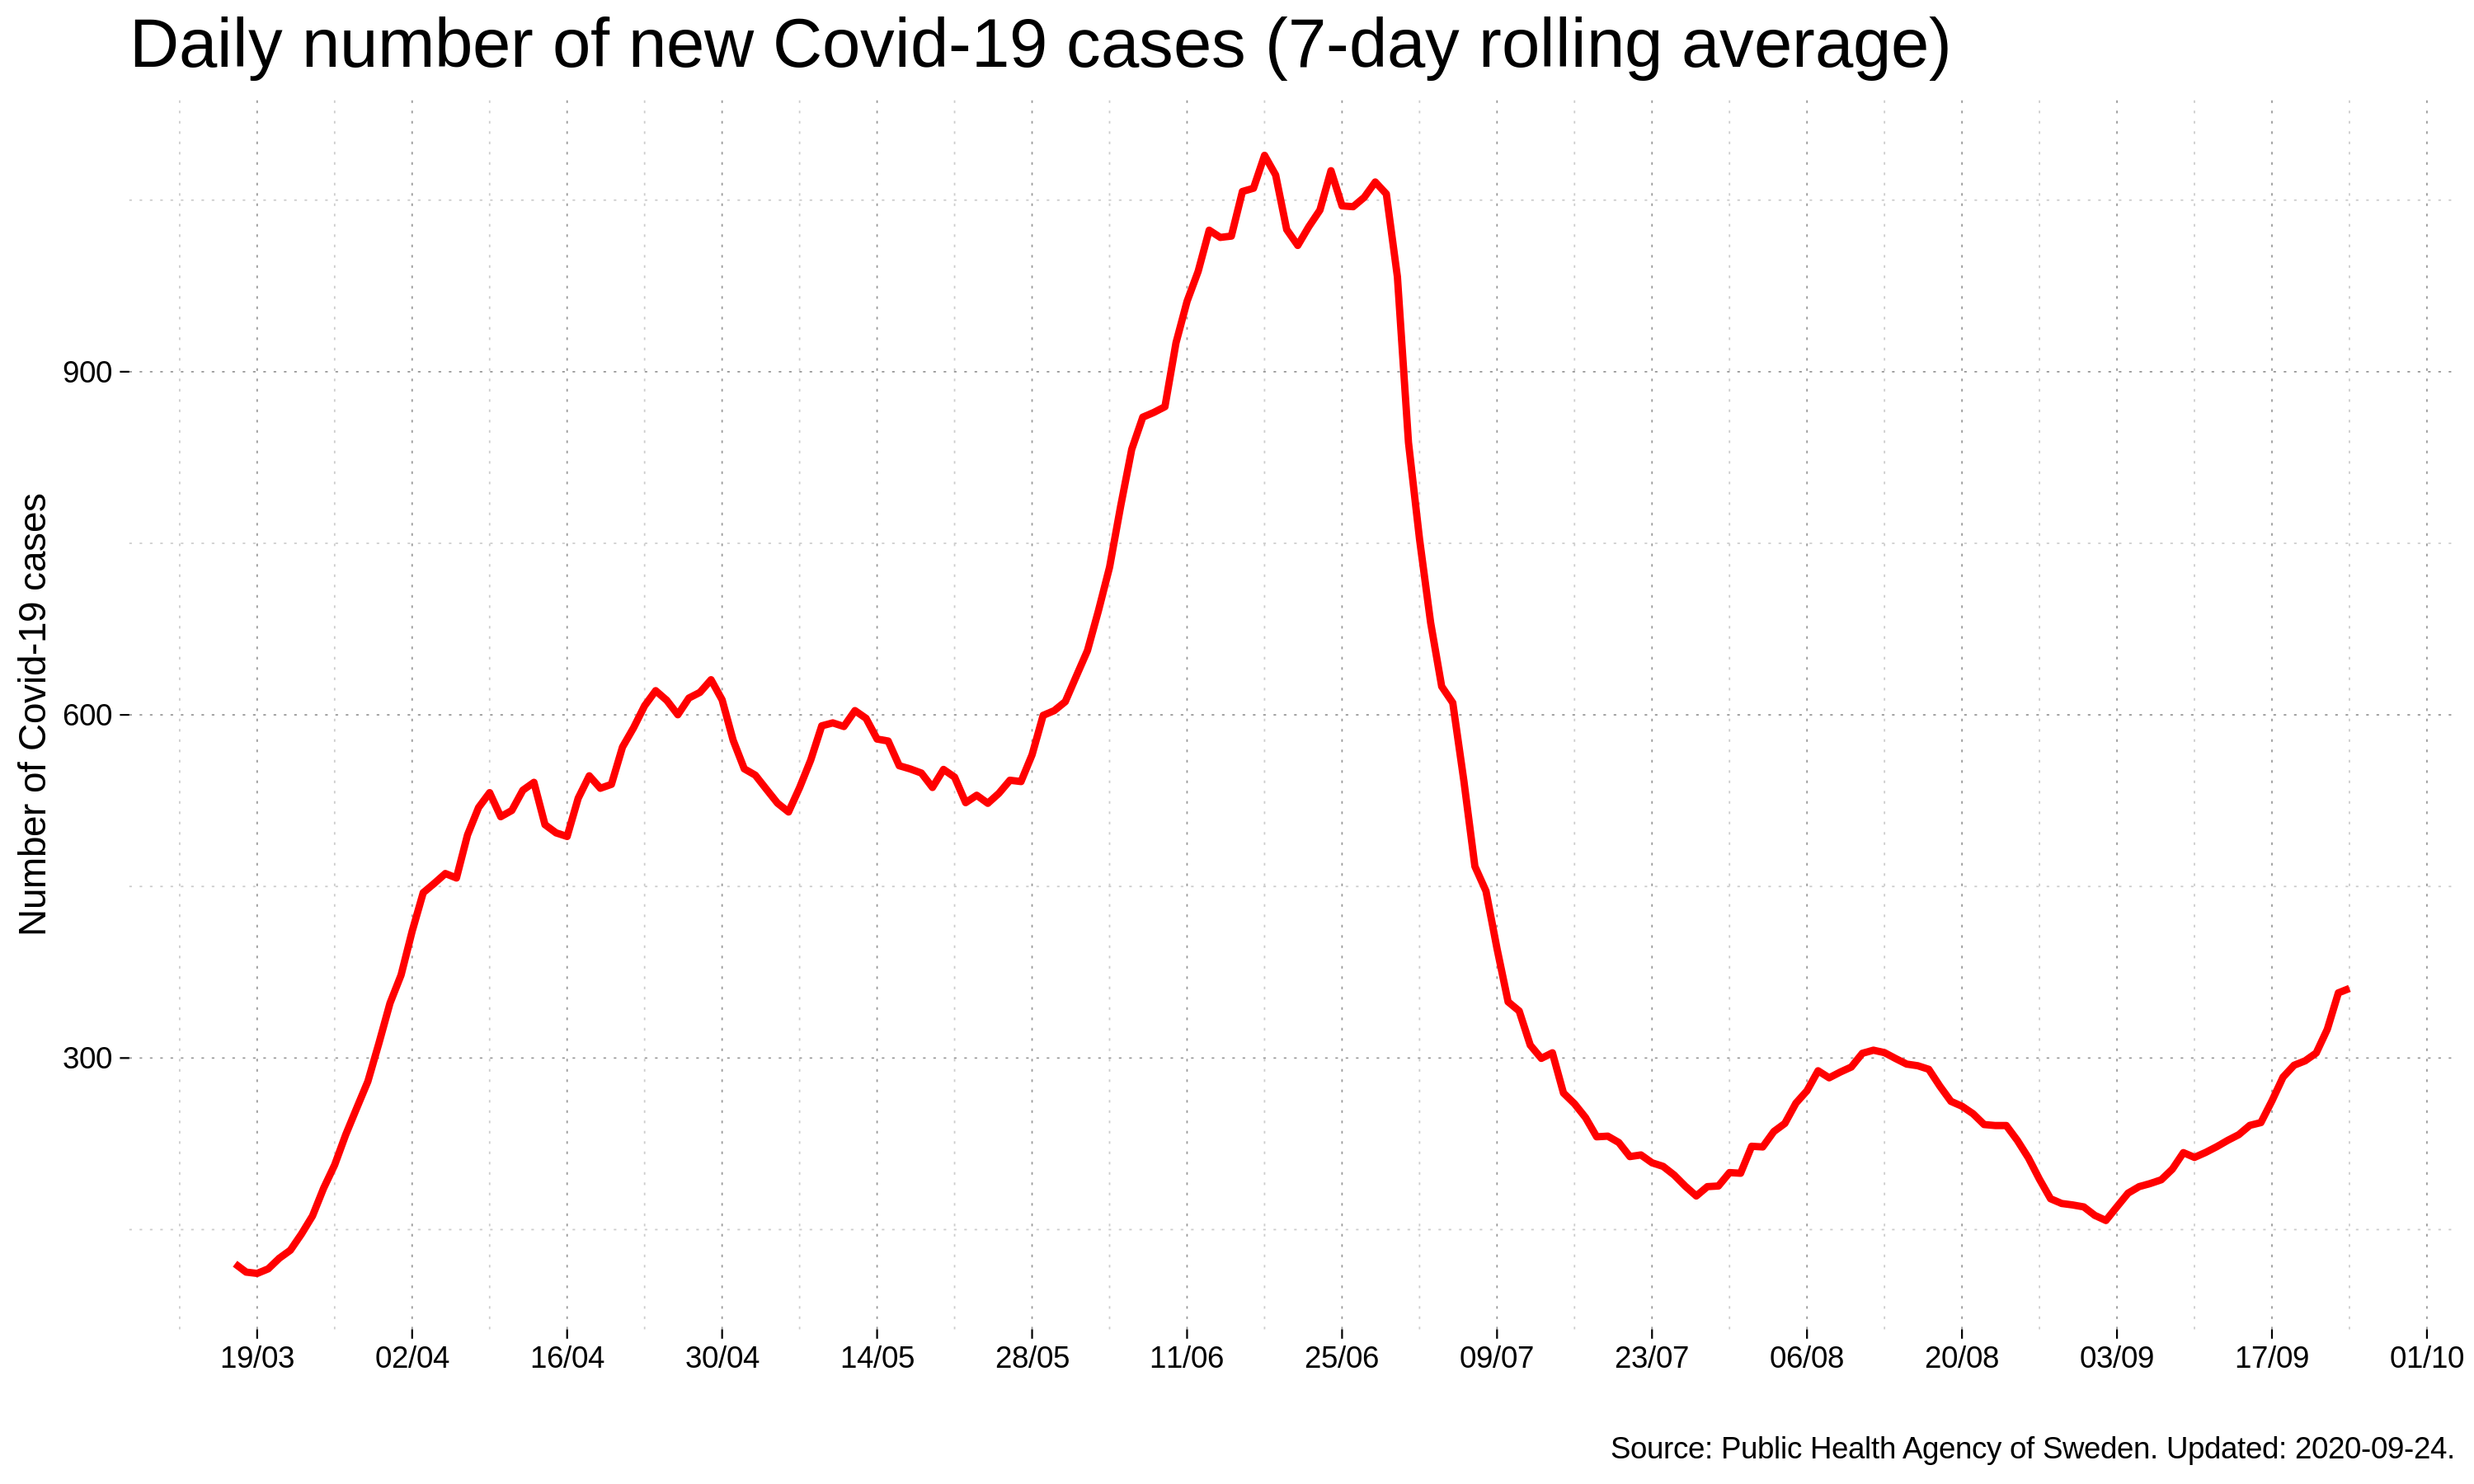 Daily number of new Covid-19 cases (7-day rolling average)
Number of Covid-19 cases
900
600
300
19/03 02/04 16/04 30/04 14/05 28/05 11/06 25/06 09/07 23/07 06/08 20/08 03/09 17/09 01/10
Source: Public Health Agency of Sweden. Updated: 2020-09-24.